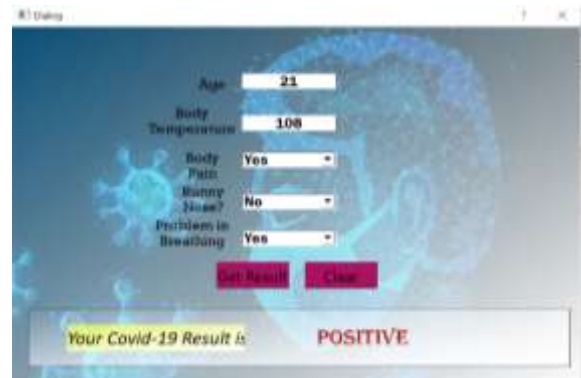 Dialog
? ×
Age 21
Body
Temperature 108
Body
Pain Yes
Runny
Nose? No
Problem in
Breathing Yes
Get Result Clear
Your Covid-19 Result is POSITIVE